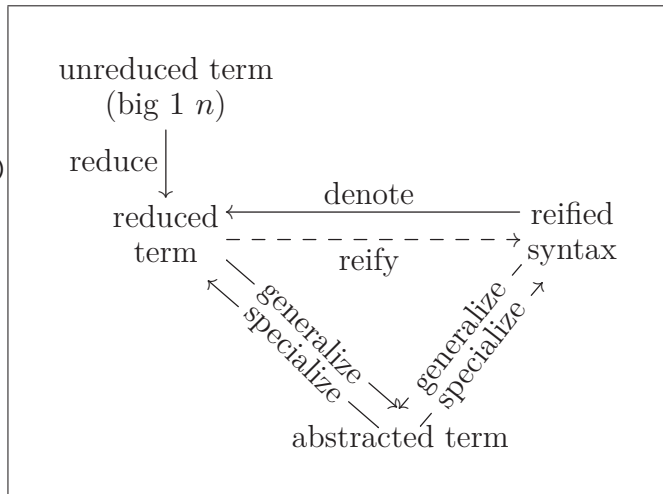 unreduced term
(big 1 n)
reduce
)
denote
reduced
term
reified
syntax
reify
generalize
specialize
generalize
specialize
abstracted term